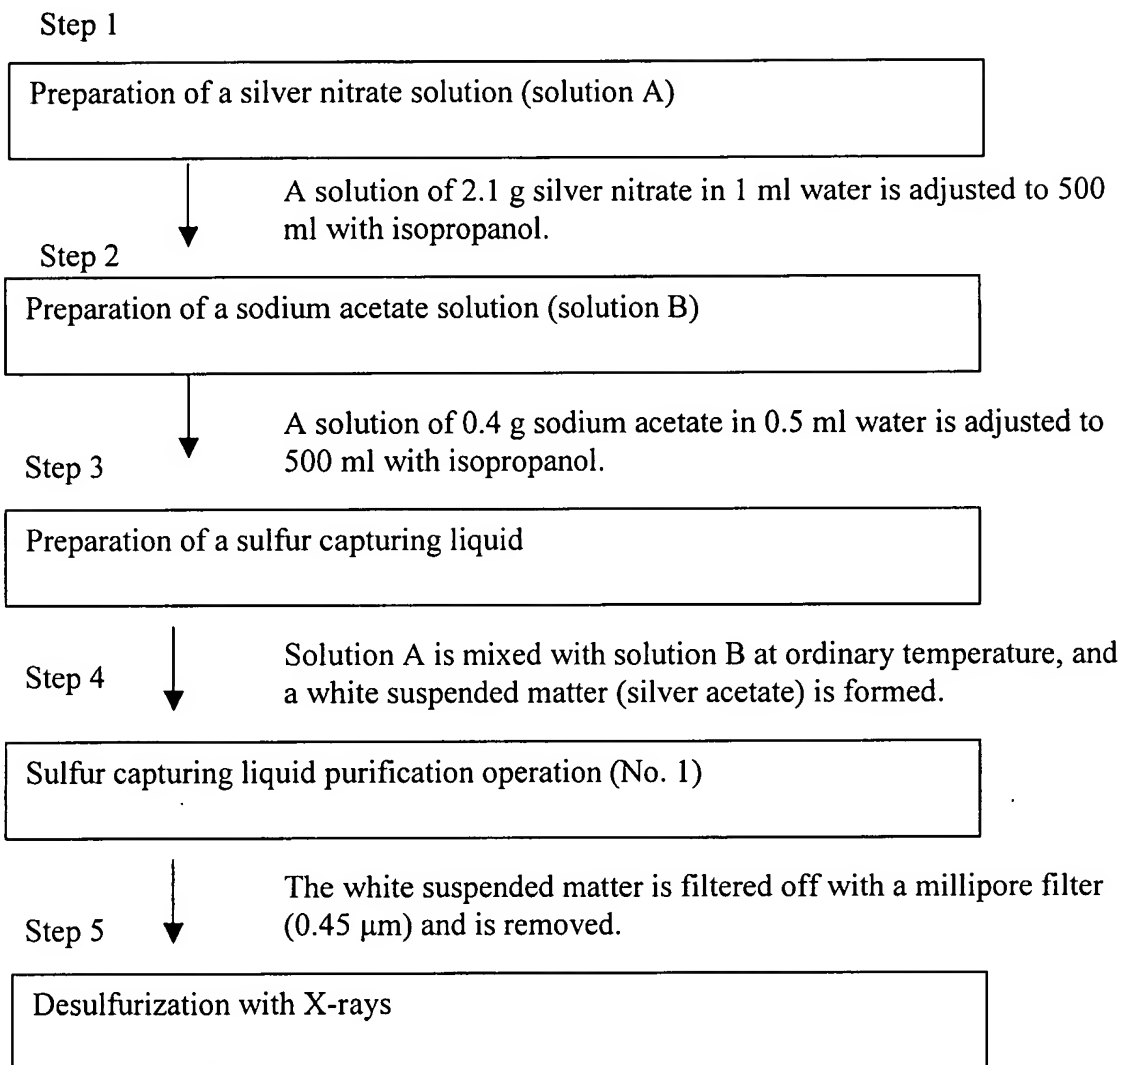 Step 1
Preparation of a silver nitrate solution (solution A)
A solution of 2.1 g silver nitrate in 1 ml water is adjusted to 500
ml with isopropanol.
Step 2
Preparation of a sodium acetate solution (solution B)
A solution of 0.4 g sodium acetate in 0.5 ml water is adjusted to
500 ml with isopropanol.
Step 3
Preparation of a sulfur capturing liquid
Solution A is mixed with solution B at ordinary temperature, and
a white suspended matter (silver acetate) is formed.
Step 4
Sulfur capturing liquid purification operation (No. 1)
The white suspended matter is filtered off with a millipore filter
(0.45 μm) and is removed.
Step 5
Desulfurization with X-rays